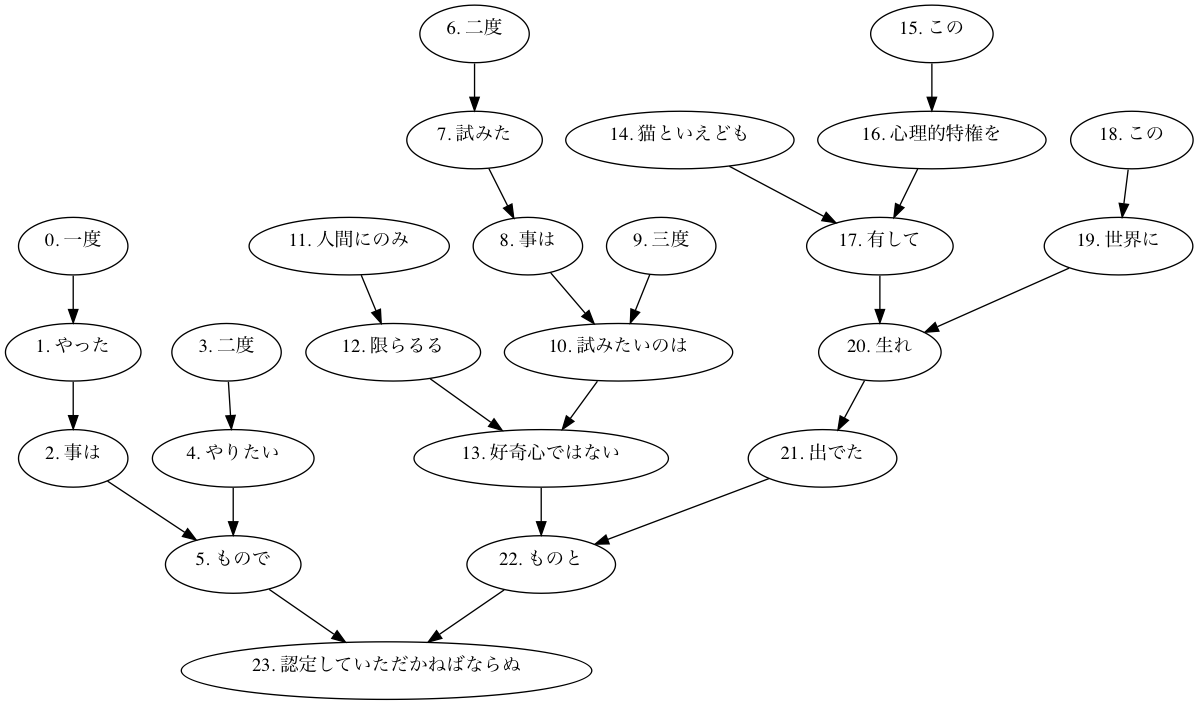 6. 二度
15. この
7. 試みた
14. 猫といえども
16. 心理的特権を
18. この
0. 一度
11. 人間にのみ
8. 事は
9. 三度
17. 有して
19. 世界に
1. やった
3. 二度
12. 限らるる
10. 試みたいのは
20. 生れ
2. 事は
4. やりたい
13. 好奇心ではない
21. 出でた
5. もので
22. ものと
23. 認定していただかねばならぬ